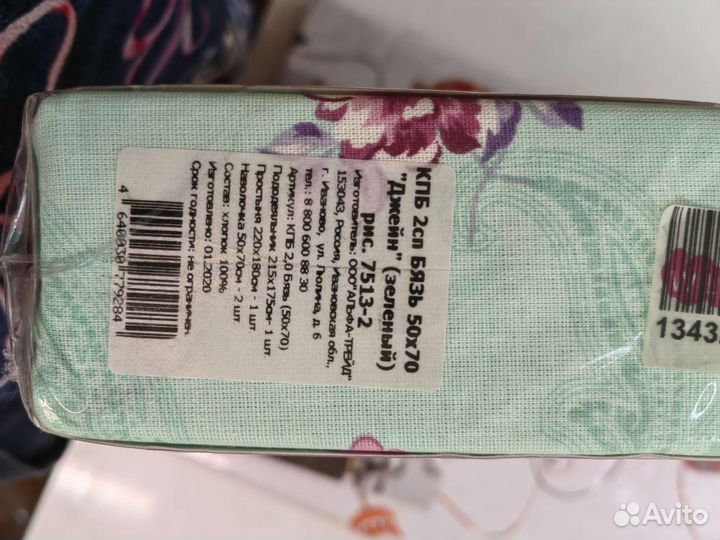 КПБ 2сп БЯЗЬ 50х70
"Джейн" (зеленый)
рис. 7513-2
Изготовитель: ООО"АЛЬФА-ТРЕЙД"
153043, Россия, Ивановская обл.,
г. Иваново, ул. Люлина, д. 6
тел.: 8 800 600 88 30
Артикул: КПБ 2,0 Бязь (50х70)
Пододеяльник 215х175см- 1 шт
Простыня 220х180см - 1 шт
Наволочка 50х70см - 2 шт
Состав: хлопок 100%
Изготовлено: 01.2020
Срок годности: не ограничен
4 640030 779284
1343
Avito